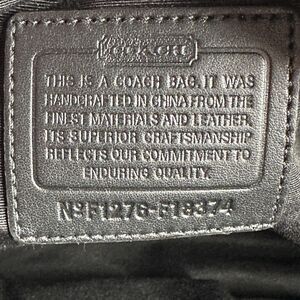 COACH
THIS IS A COACH BAG. IT WAS
HANDCRAFTED IN CHINA FROM THE
FINEST MATERIALS AND LEATHER.
ITS SUPERIOR CRAFTSMANSHIP
REFLECTS OUR COMMITMENT TO
ENDURING QUALITY.
Nº F1276-F18374